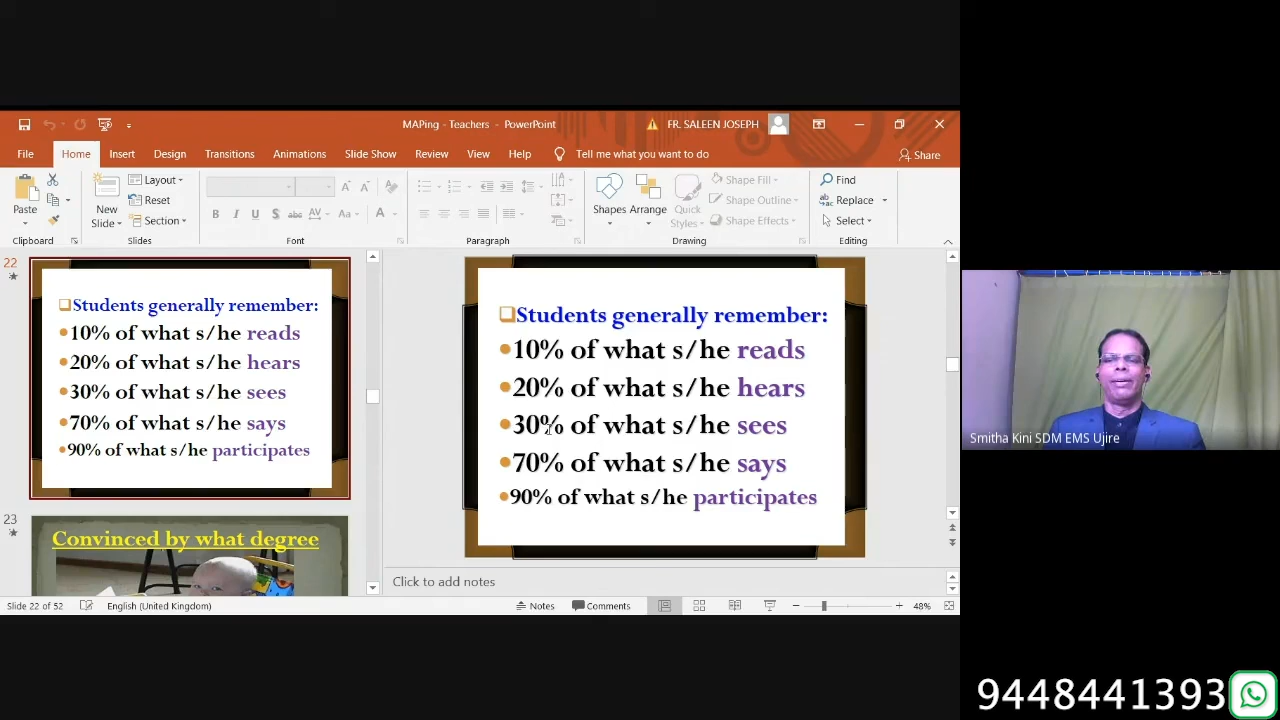 MAPing - Teachers - PowerPoint
FR. SALEEN JOSEPH
File Home Insert Design Transitions Animations Slide Show Review View Help Tell me what you want to do Share
Paste
Clipboard
New Slide
Layout
Reset
Section
Slides
B I U S abc AV Aa A
Font
Paragraph
Shapes Arrange Quick Styles
Shape Fill
Shape Outline
Shape Effects
Drawing
Find
Replace
Select
Editing
22
Students generally remember:
10% of what s/he reads
20% of what s/he hears
30% of what s/he sees
70% of what s/he says
90% of what s/he participates
23
Convinced by what degree
Students generally remember:
10% of what s/he reads
20% of what s/he hears
30% of what s/he sees
70% of what s/he says
90% of what s/he participates
Click to add notes
Slide 22 of 52 English (United Kingdom) Notes Comments 48%
Smitha Kini SDM EMS Ujire
9448441393